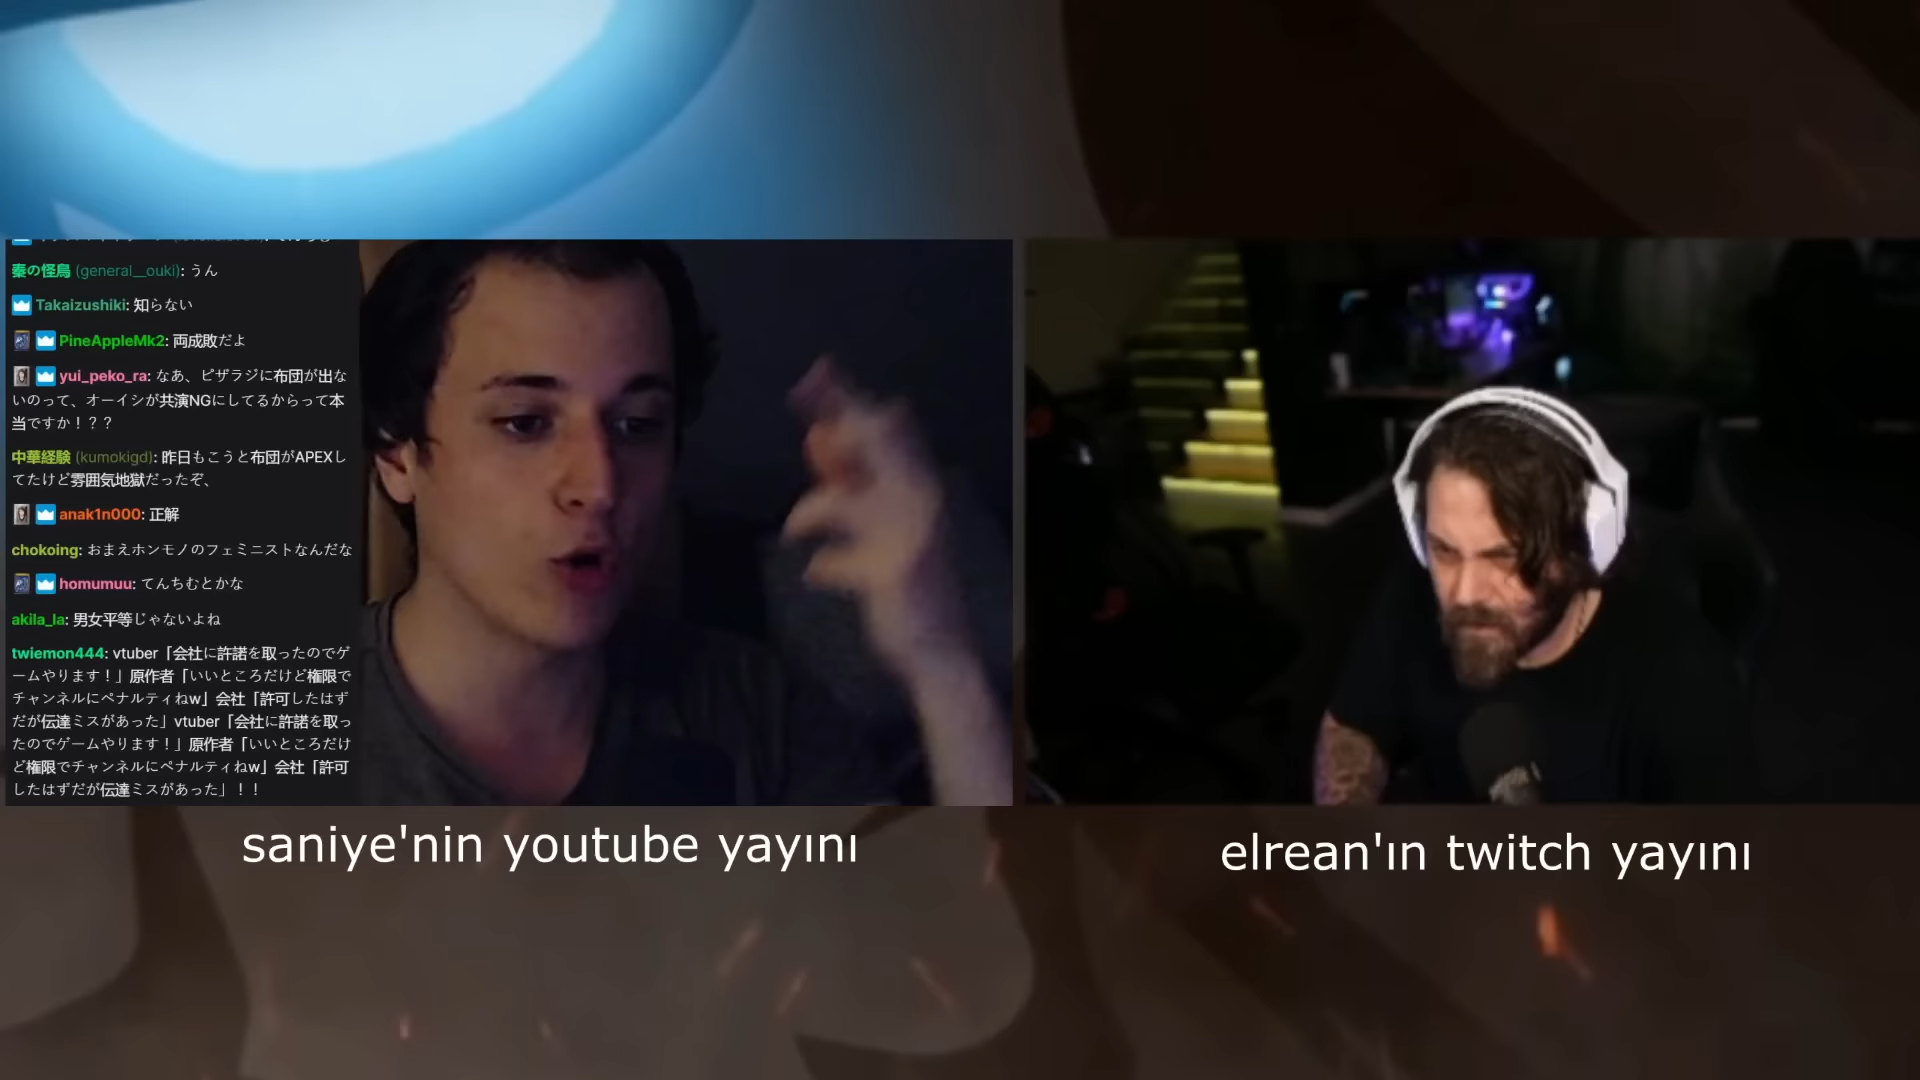 秦の怪鳥 (general__ouki): うん
Takaizushiki: 知らない
PineAppleMk2: 両成敗だよ
yui_peko_ra: なあ、ピザラジに布団が出な
いのって、オーイシが共演NGにしてるからって本
当ですか！？？
中華経験 (kumokigd): 昨日もこうと布団がAPEXし
てたけど雰囲気地獄だったぞ、
anak1n000: 正解
chokoing: おまえホンモノのフェミニストなんだな
homumuu: てんちむとかな
akila_la: 男女平等じゃないよね
twiemon444: vtuber「会社に許諾を取ったのでゲ
ームやります！」原作者「いいところだけど権限で
チャンネルにペナルティねw」会社「許可したはず
だが伝達ミスがあった」vtuber「会社に許諾を取っ
たのでゲームやります！」原作者「いいところだけ
ど権限でチャンネルにペナルティねw」会社「許可
したはずだが伝達ミスがあった」！！
saniye'nin youtube yayını
elrean'ın twitch yayını